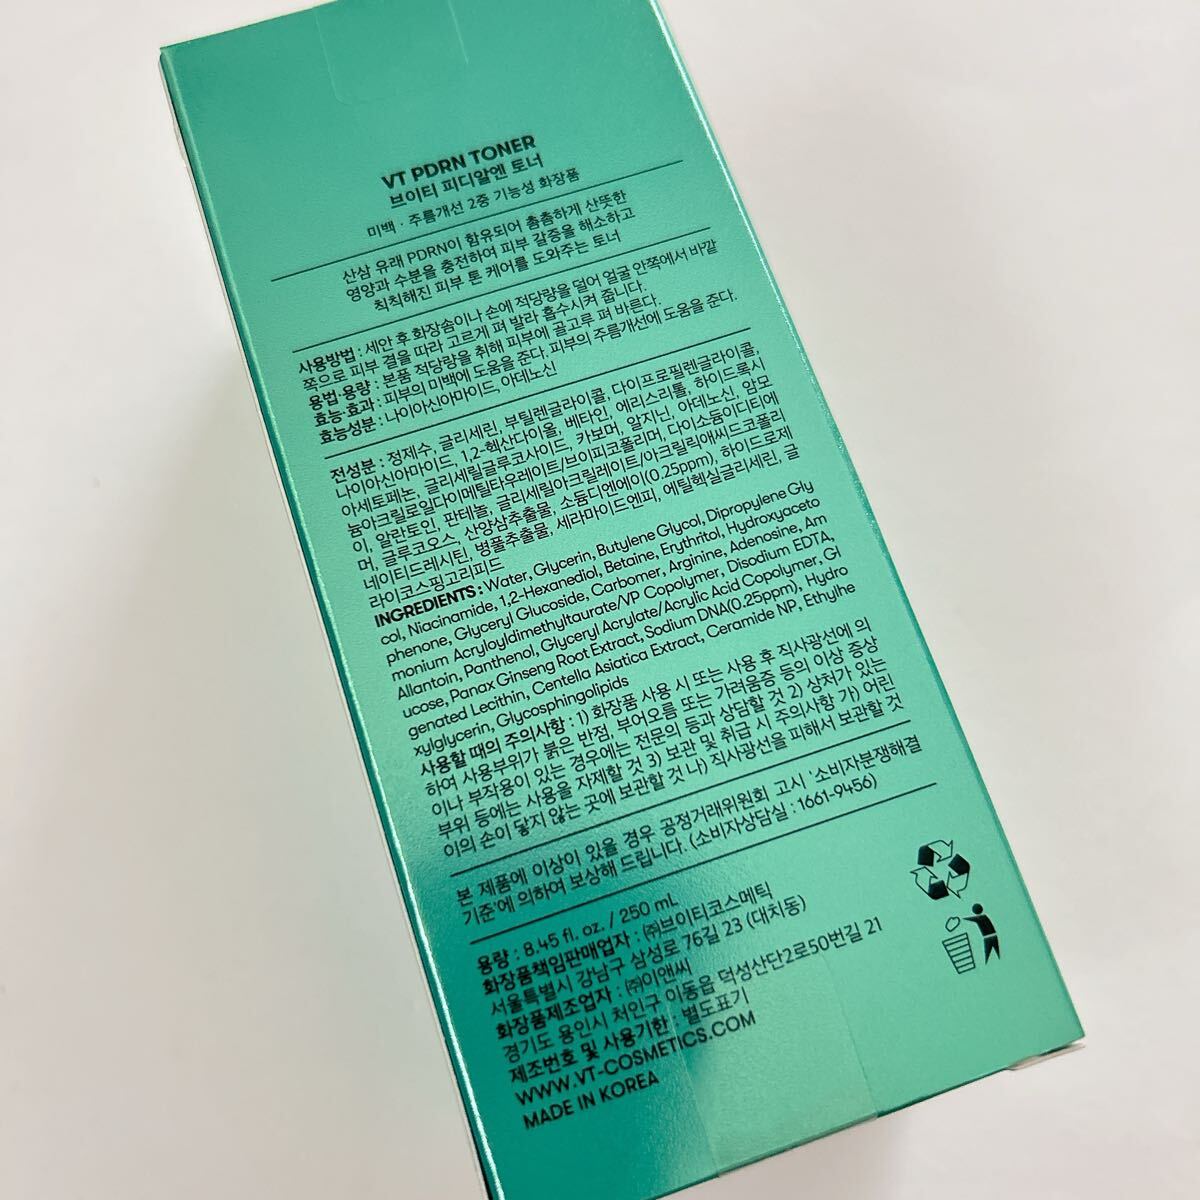 VT PDRN TONER
브이티 피디알엔 토너
미백 · 주름개선 2중 기능성 화장품
산삼 유래 PDRN이 함유되어 촘촘하게 산뜻한
영양과 수분을 충전하여 피부 갈증을 해소하고
칙칙해진 피부 톤 케어를 도와주는 토너
사용방법 : 세안 후 화장솜이나 손에 적당량을 덜어 얼굴 안쪽에서 바깥
쪽으로 피부 결을 따라 고르게 펴 발라 흡수시켜 줍니다.
용법·용량 : 본품 적당량을 취해 피부에 골고루 펴 바른다.
효능·효과 : 피부의 미백에 도움을 준다. 피부의 주름개선에 도움을 준다.
효능성분 : 나이아신아마이드, 아데노신
전성분 : 정제수, 글리세린, 부틸렌글라이콜, 다이프로필렌글라이콜,
나이아신아마이드, 1,2-헥산다이올, 베타인, 에리스리톨, 하이드록시
아세토페논, 글리세릴글루코사이드, 카보머, 알지닌, 아데노신, 암모
늄아크릴로일다이메틸타우레이트/브이피코폴리머, 다이소듐이디티에
이, 알란토인, 판테놀, 글리세릴아크릴레이트/아크릴릭애씨드코폴리
머, 글루코오스, 산양삼추출물, 소듐디엔에이(0.25ppm), 하이드로제
네이티드레시틴, 병풀추출물, 세라마이드엔피, 에틸헥실글리세린, 글
라이코스핑고리피드
INGREDIENTS : Water, Glycerin, Butylene Glycol, Dipropylene Gly
col, Niacinamide, 1,2-Hexanediol, Betaine, Erythritol, Hydroxyaceto
phenone, Glyceryl Glucoside, Carbomer, Arginine, Adenosine, Am
monium Acryloyldimethyltaurate/VP Copolymer, Disodium EDTA,
Allantoin, Panthenol, Glyceryl Acrylate/Acrylic Acid Copolymer, Gl
ucose, Panax Ginseng Root Extract, Sodium DNA(0.25ppm), Hydro
genated Lecithin, Centella Asiatica Extract, Ceramide NP, Ethylhe
xylglycerin, Glycosphingolipids
사용할 때의 주의사항 : 1) 화장품 사용 시 또는 사용 후 직사광선에 의
하여 사용부위가 붉은 반점, 부어오름 또는 가려움증 등의 이상 증상
이나 부작용이 있는 경우에는 전문의 등과 상담할 것 2) 상처가 있는
부위 등에는 사용을 자제할 것 3) 보관 및 취급 시 주의사항 가) 어린
이의 손이 닿지 않는 곳에 보관할 것 나) 직사광선을 피해서 보관할 것
본 제품에 이상이 있을 경우 공정거래위원회 고시 '소비자분쟁해결
기준'에 의하여 보상해 드립니다. (소비자상담실 : 1661-9456)
용량 : 8.45 fl. oz. / 250 mL
화장품책임판매업자 : ㈜브이티코스메틱
서울특별시 강남구 삼성로 76길 23 (대치동)
화장품제조업자 : ㈜이앤씨
경기도 용인시 처인구 이동읍 덕성산단2로50번길 21
제조번호 및 사용기한 : 별도표기
WWW.VT-COSMETICS.COM
MADE IN KOREA